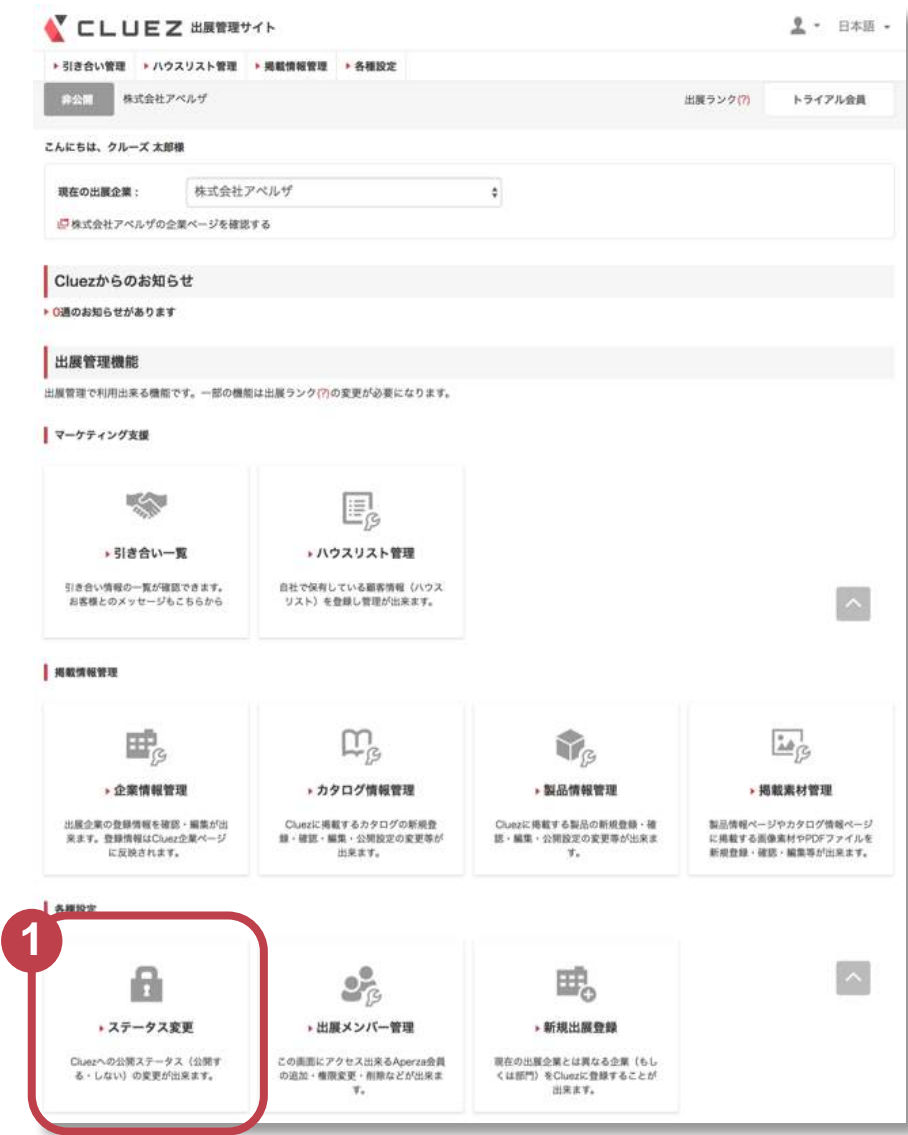 CLUEZ 出展管理サイト
日本語
引き合い管理 ハウスリスト管理 掲載情報管理 各種設定
非公開 株式会社アペルザ 出展ランク(?) トライアル会員
こんにちは、クルーズ 太郎様
現在の出展企業： 株式会社アペルザ
株式会社アペルザの企業ページを確認する
Cluezからのお知らせ
0通のお知らせがあります
出展管理機能
出展管理で利用出来る機能です。一部の機能は出展ランク(?)の変更が必要になります。
マーケティング支援
引き合い一覧
引き合い情報の一覧が確認できます。
お客様とのメッセージもこちらから
ハウスリスト管理
自社で保有している顧客情報（ハウス
リスト）を登録し管理が出来ます。
掲載情報管理
企業情報管理
出展企業の登録情報を確認・編集が出
来ます。登録情報はCluez企業ページ
に反映されます。
カタログ情報管理
Cluezに掲載するカタログの新規登
録・確認・編集・公開設定の変更等が
出来ます。
製品情報管理
Cluezに掲載する製品の新規登録・確
認・編集・公開設定の変更等が出来ま
す。
掲載素材管理
製品情報ページやカタログ情報ページ
に掲載する画像素材やPDFファイルを
新規登録・確認・編集等が出来ます。
各種設定
1
ステータス変更
Cluezへの公開ステータス（公開す
る・しない）の変更が出来ます。
出展メンバー管理
この画面にアクセス出来るAperza会員
の追加・権限変更・削除などが出来ま
す。
新規出展登録
現在の出展企業とは異なる企業（もし
くは部門）をCluezに登録することが
出来ます。